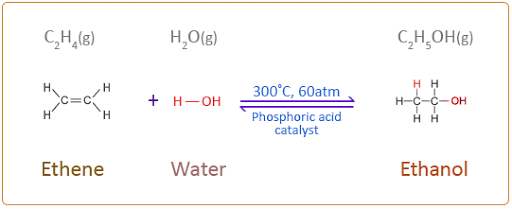 C₂H₄(g) H₂O(g) C₂H₅OH(g)
H H H H
C=C + H—OH 300°C, 60atm H-C-C-OH
H H Phosphoric acid H H
catalyst
Ethene Water Ethanol